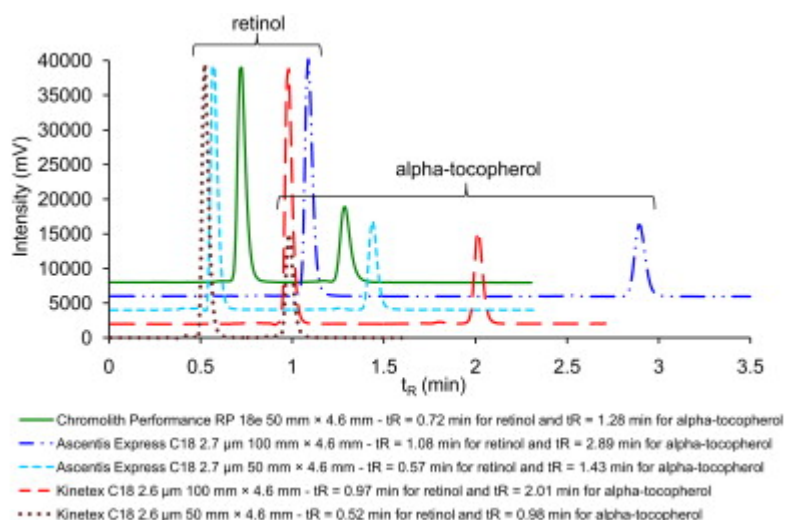 retinol
40000
35000
30000
25000
20000
15000
10000
5000
0
Intensity (mV)
alpha-tocopherol
0 0.5 1 1.5 2 2.5 3 3.5
tR (min)
Chromolith Performance RP 18e 50 mm × 4.6 mm - tR = 0.72 min for retinol and tR = 1.28 min for alpha-tocopherol
Ascentis Express C18 2.7 µm 100 mm × 4.6 mm - tR = 1.08 min for retinol and tR = 2.89 min for alpha-tocopherol
Ascentis Express C18 2.7 µm 50 mm × 4.6 mm - tR = 0.57 min for retinol and tR = 1.43 min for alpha-tocopherol
Kinetex C18 2.6 µm 100 mm × 4.6 mm - tR = 0.97 min for retinol and tR = 2.01 min for alpha-tocopherol
Kinetex C18 2.6 µm 50 mm × 4.6 mm - tR = 0.52 min for retinol and tR = 0.98 min for alpha-tocopherol